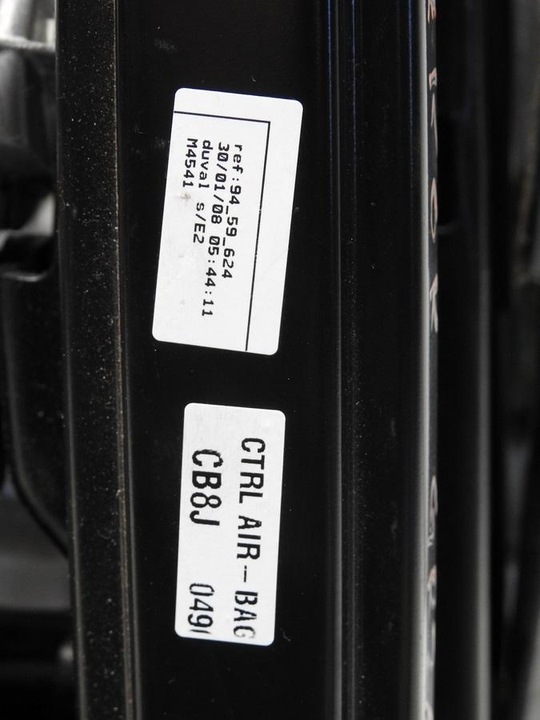 ref:94_59_624
30/01/08 05:44:11
duval s/E2
M4541
CTRL AIR-BAG
CB8J 049